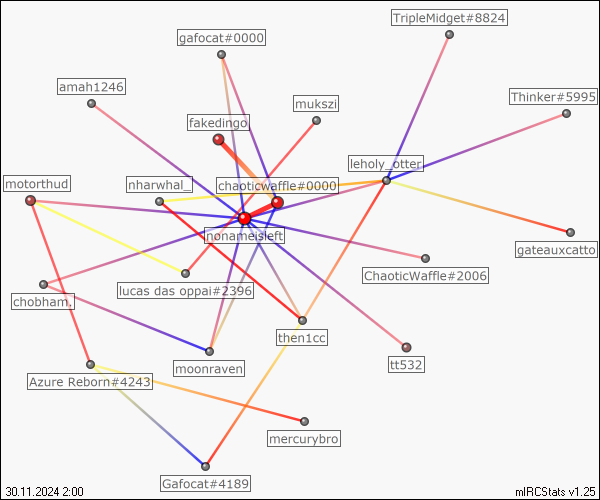 TripleMidget#8824
gafocat#0000
amah1246
Thinker#5995
mukszi
fakedingo
leholy_otter
motorthud
nharwhal_
chaoticwaffle#0000
nonameisleft
gateauxcatto
ChaoticWaffle#2006
lucas das oppai#2396
chobham,
then1cc
moonraven
tt532
Azure Reborn#4243
mercurybro
Gafocat#4189
30.11.2024 2:00
mIRCStats v1.25